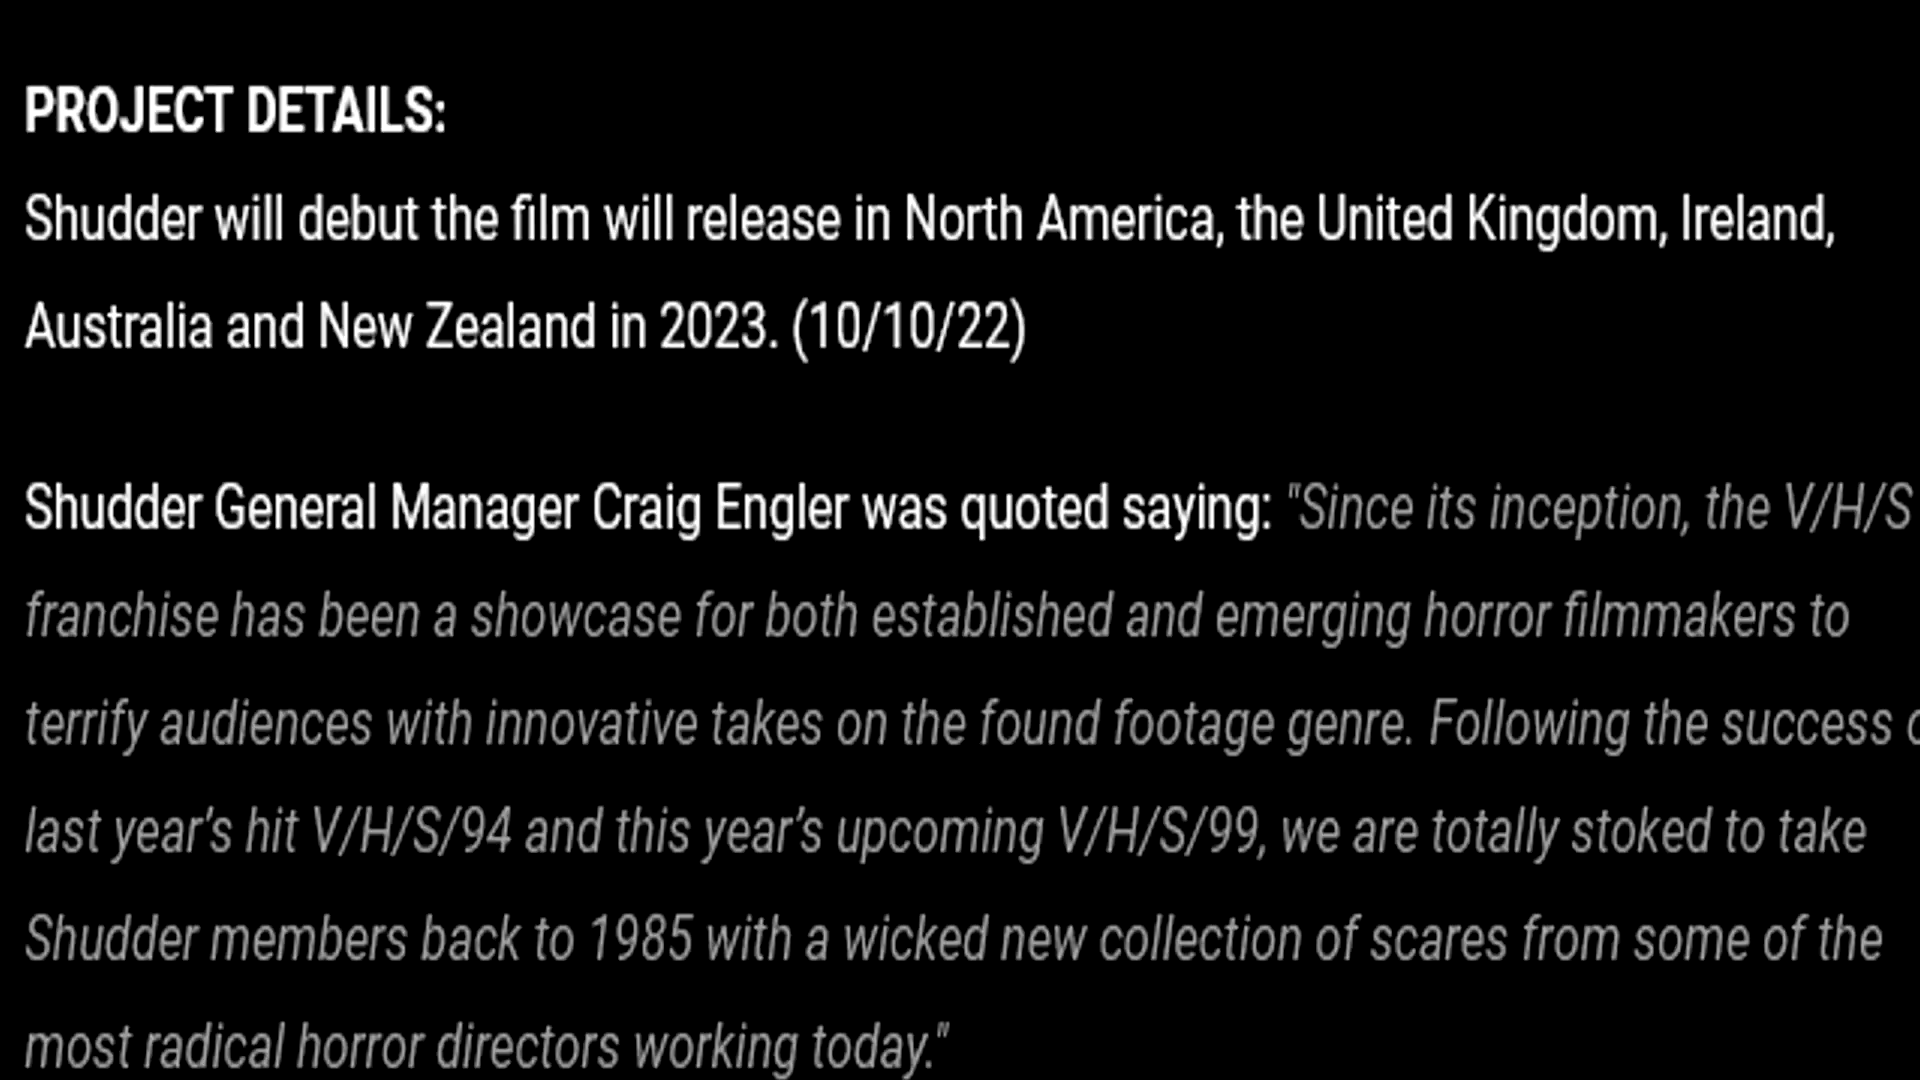 PROJECT DETAILS:
Shudder will debut the film will release in North America, the United Kingdom, Ireland,
Australia and New Zealand in 2023. (10/10/22)
Shudder General Manager Craig Engler was quoted saying: "Since its inception, the V/H/S
franchise has been a showcase for both established and emerging horror filmmakers to
terrify audiences with innovative takes on the found footage genre. Following the success
last year’s hit V/H/S/94 and this year’s upcoming V/H/S/99, we are totally stoked to take
Shudder members back to 1985 with a wicked new collection of scares from some of the
most radical horror directors working today."